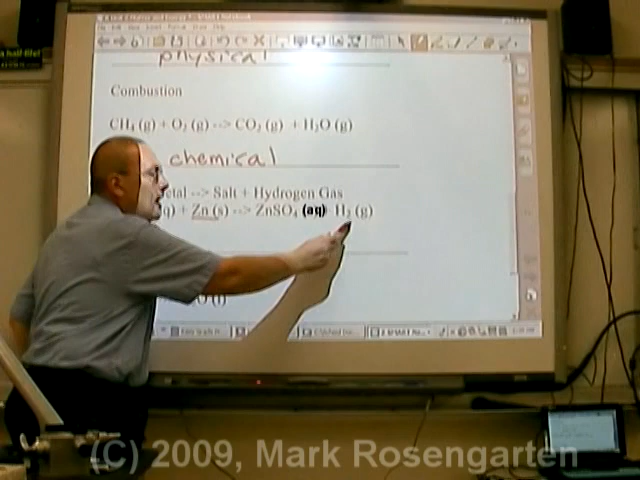 physical
Combustion
CH₄ (g) + O₂ (g) --> CO₂ (g) + H₂O (g)
chemical
etal --> Salt + Hydrogen Gas
q) + Zn (s) --> ZnSO₄ (aq) H₂ (g)
O (l)
(C) 2009, Mark Rosengarten